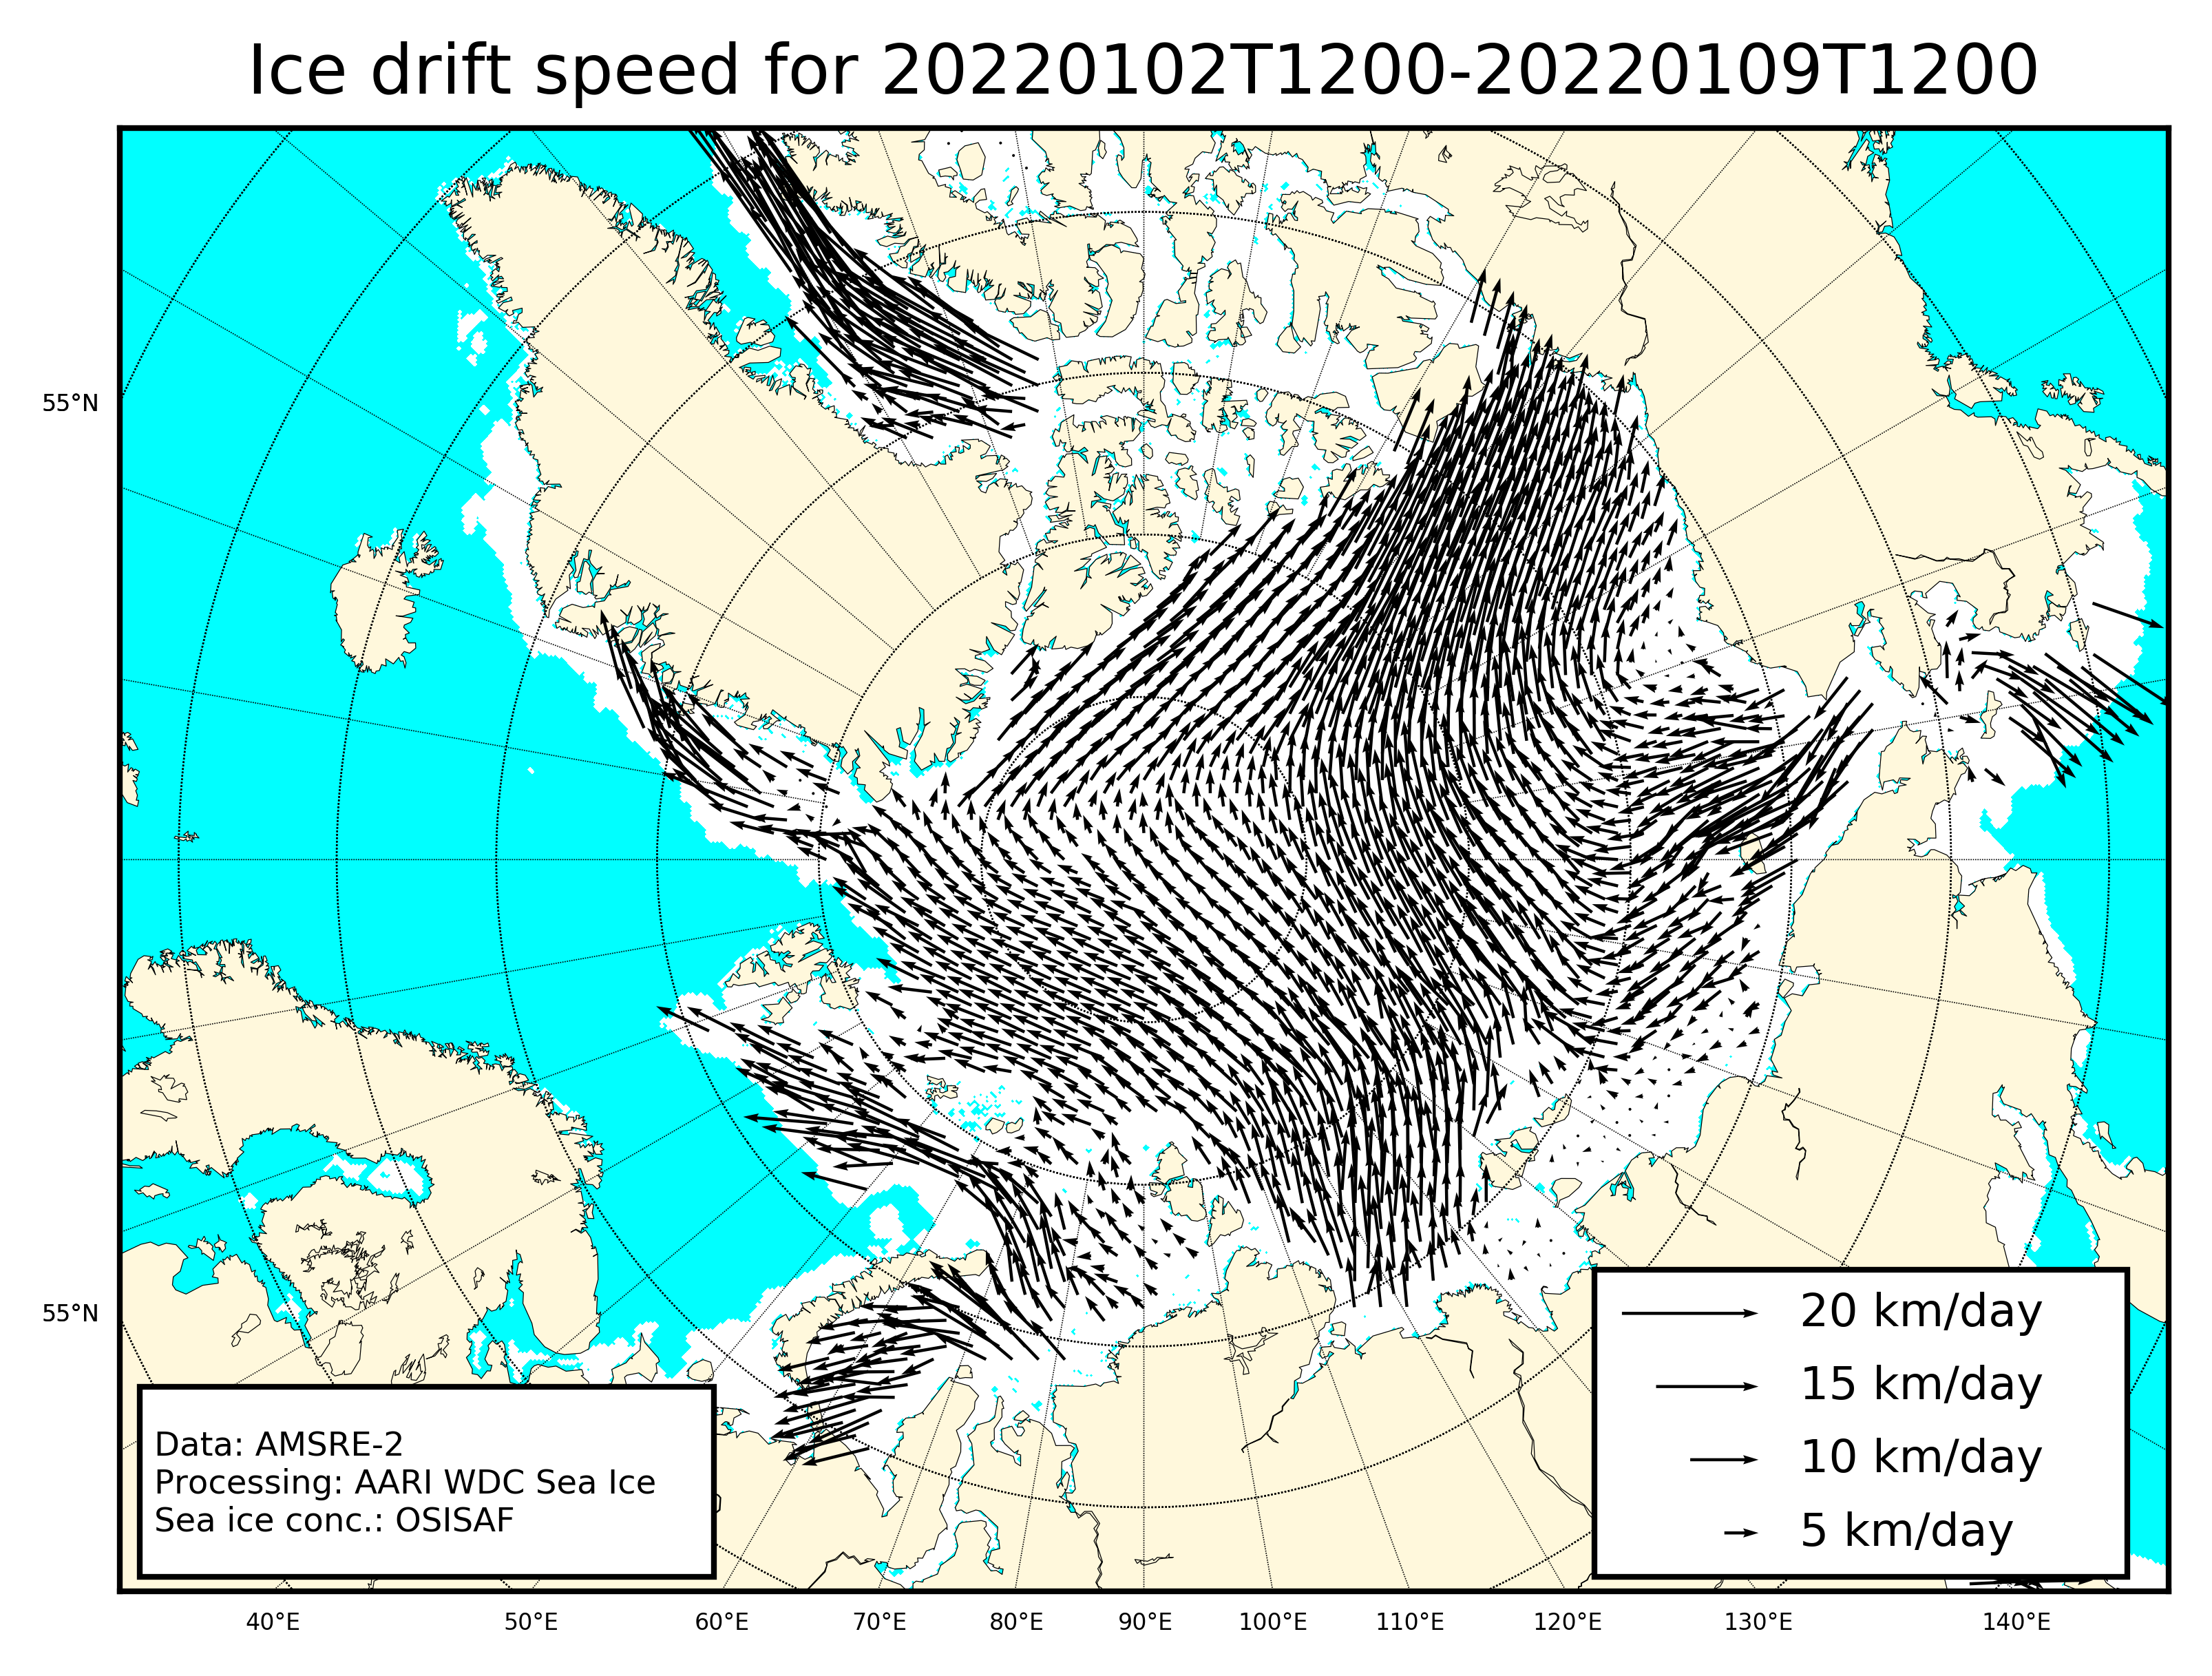 Ice drift speed for 20220102T1200-20220109T1200
55°N
55°N
20 km/day
15 km/day
10 km/day
5 km/day
Data: AMSRE-2
Processing: AARI WDC Sea Ice
Sea ice conc.: OSISAF
40°E 50°E 60°E 70°E 80°E 90°E 100°E 110°E 120°E 130°E 140°E